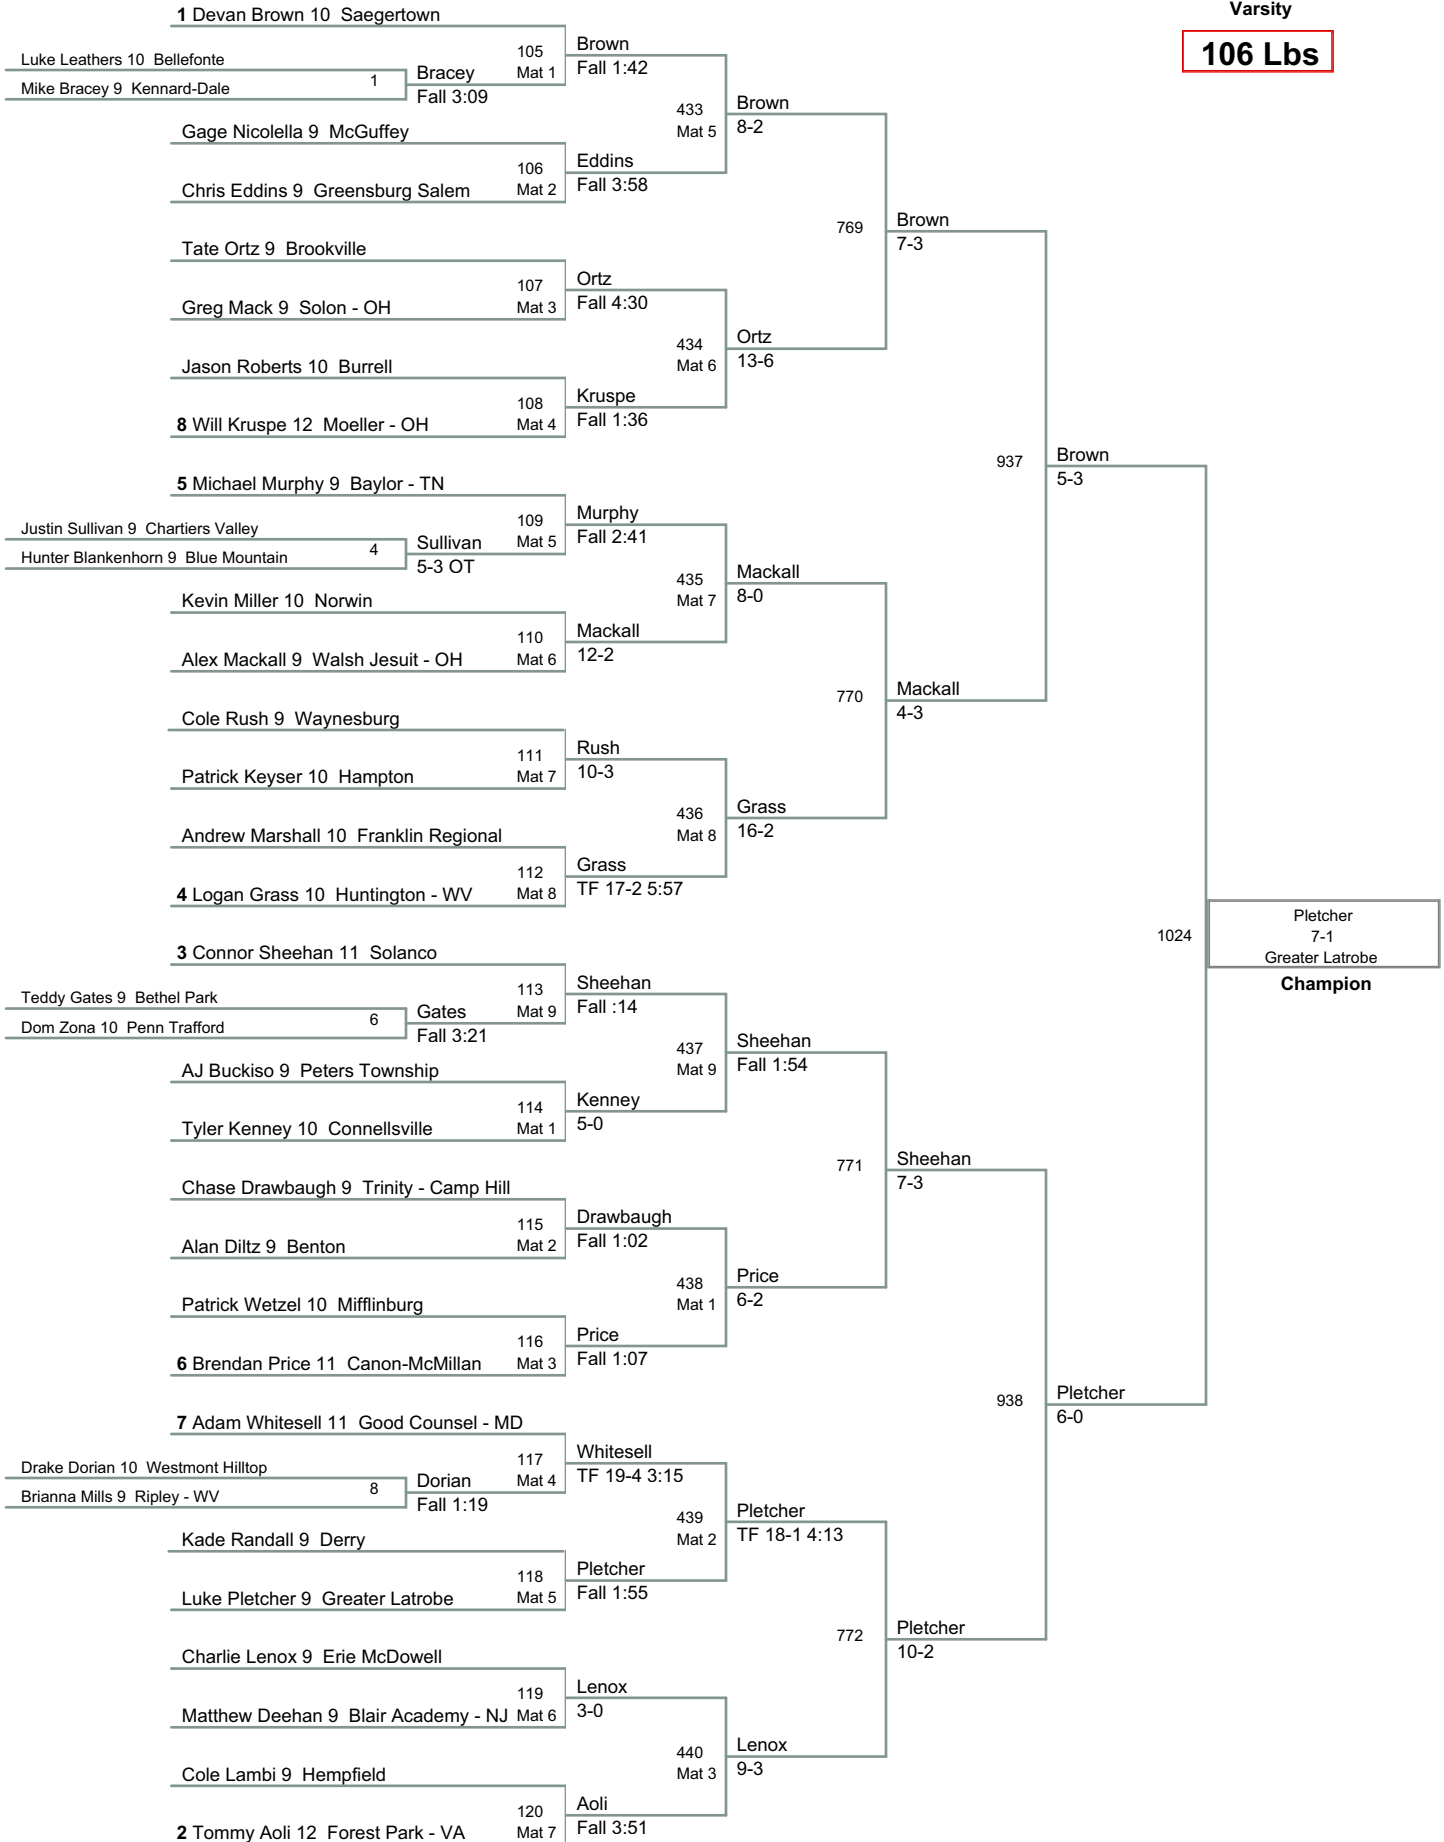 Varsity
106 Lbs
1 Devan Brown 10 Saegertown
Luke Leathers 10 Bellefonte
Mike Bracey 9 Kennard-Dale
1
Bracey
Fall 3:09
105
Mat 1
Brown
Fall 1:42
Gage Nicolella 9 McGuffey
Chris Eddins 9 Greensburg Salem
106
Mat 2
Eddins
Fall 3:58
433
Mat 5
Brown
8-2
Tate Ortz 9 Brookville
Greg Mack 9 Solon - OH
107
Mat 3
Ortz
Fall 4:30
Jason Roberts 10 Burrell
8 Will Kruspe 12 Moeller - OH
108
Mat 4
Kruspe
Fall 1:36
434
Mat 6
Ortz
13-6
769
Brown
7-3
5 Michael Murphy 9 Baylor - TN
Justin Sullivan 9 Chartiers Valley
Hunter Blankenhorn 9 Blue Mountain
4
Sullivan
5-3 OT
109
Mat 5
Murphy
Fall 2:41
Kevin Miller 10 Norwin
Alex Mackall 9 Walsh Jesuit - OH
110
Mat 6
Mackall
12-2
435
Mat 7
Mackall
8-0
Cole Rush 9 Waynesburg
Patrick Keyser 10 Hampton
111
Mat 7
Rush
10-3
Andrew Marshall 10 Franklin Regional
4 Logan Grass 10 Huntington - WV
112
Mat 8
Grass
TF 17-2 5:57
436
Mat 8
Grass
16-2
770
Mackall
4-3
937
Brown
5-3
3 Connor Sheehan 11 Solanco
Teddy Gates 9 Bethel Park
Dom Zona 10 Penn Trafford
6
Gates
Fall 3:21
113
Mat 9
Sheehan
Fall :14
AJ Buckiso 9 Peters Township
Tyler Kenney 10 Connellsville
114
Mat 1
Kenney
5-0
437
Mat 9
Sheehan
Fall 1:54
Chase Drawbaugh 9 Trinity - Camp Hill
Alan Diltz 9 Benton
115
Mat 2
Drawbaugh
Fall 1:02
Patrick Wetzel 10 Mifflinburg
6 Brendan Price 11 Canon-McMillan
116
Mat 3
Price
Fall 1:07
438
Mat 1
Price
6-2
771
Sheehan
7-3
7 Adam Whitesell 11 Good Counsel - MD
Drake Dorian 10 Westmont Hilltop
Brianna Mills 9 Ripley - WV
8
Dorian
Fall 1:19
117
Mat 4
Whitesell
TF 19-4 3:15
Kade Randall 9 Derry
Luke Pletcher 9 Greater Latrobe
118
Mat 5
Pletcher
Fall 1:55
439
Mat 2
Pletcher
TF 18-1 4:13
Charlie Lenox 9 Erie McDowell
Matthew Deehan 9 Blair Academy - NJ
119
Mat 6
Lenox
3-0
Cole Lambi 9 Hempfield
2 Tommy Aoli 12 Forest Park - VA
120
Mat 7
Aoli
Fall 3:51
440
Mat 3
Lenox
9-3
772
Pletcher
10-2
938
Pletcher
6-0
1024
Pletcher
7-1
Greater Latrobe
Champion